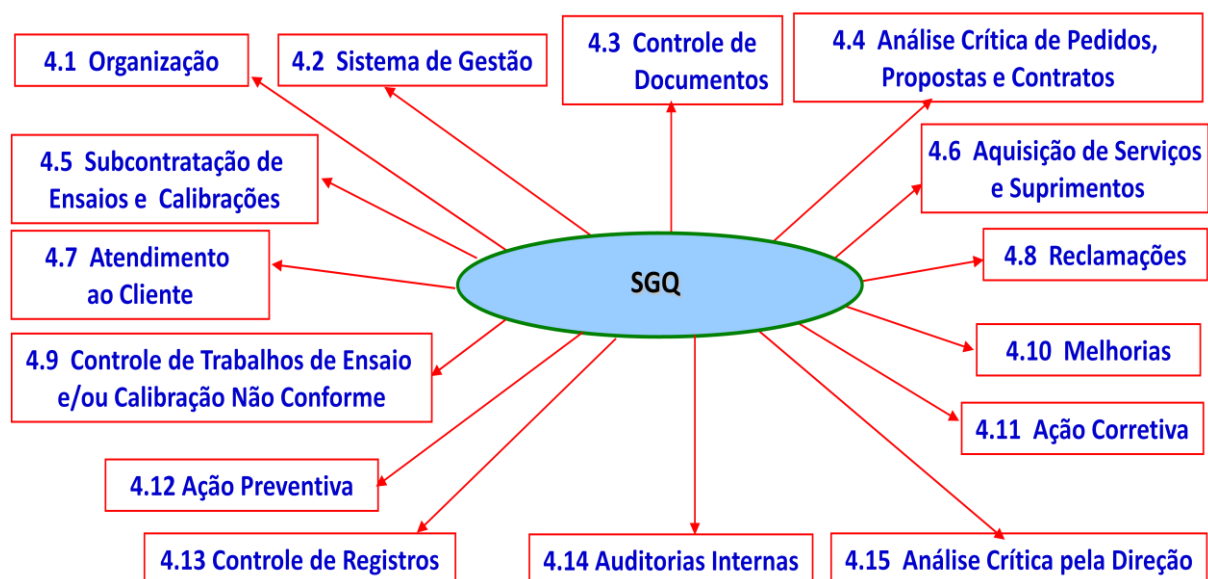 4.1 Organização
4.2 Sistema de Gestão
4.3 Controle de
Documentos
4.4 Análise Crítica de Pedidos,
Propostas e Contratos
4.5 Subcontratação de
Ensaios e Calibrações
4.6 Aquisição de Serviços
e Suprimentos
4.7 Atendimento
ao Cliente
SGQ
4.8 Reclamações
4.9 Controle de Trabalhos de Ensaio
e/ou Calibração Não Conforme
4.10 Melhorias
4.11 Ação Corretiva
4.12 Ação Preventiva
4.13 Controle de Registros
4.14 Auditorias Internas
4.15 Análise Crítica pela Direção